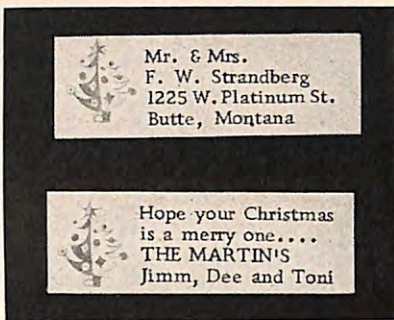 Mr. & Mrs.
F. W. Strandberg
1225 W. Platinum St.
Butte, Montana
Hope your Christmas
is a merry one....
THE MARTIN'S
Jimm, Dee and Toni